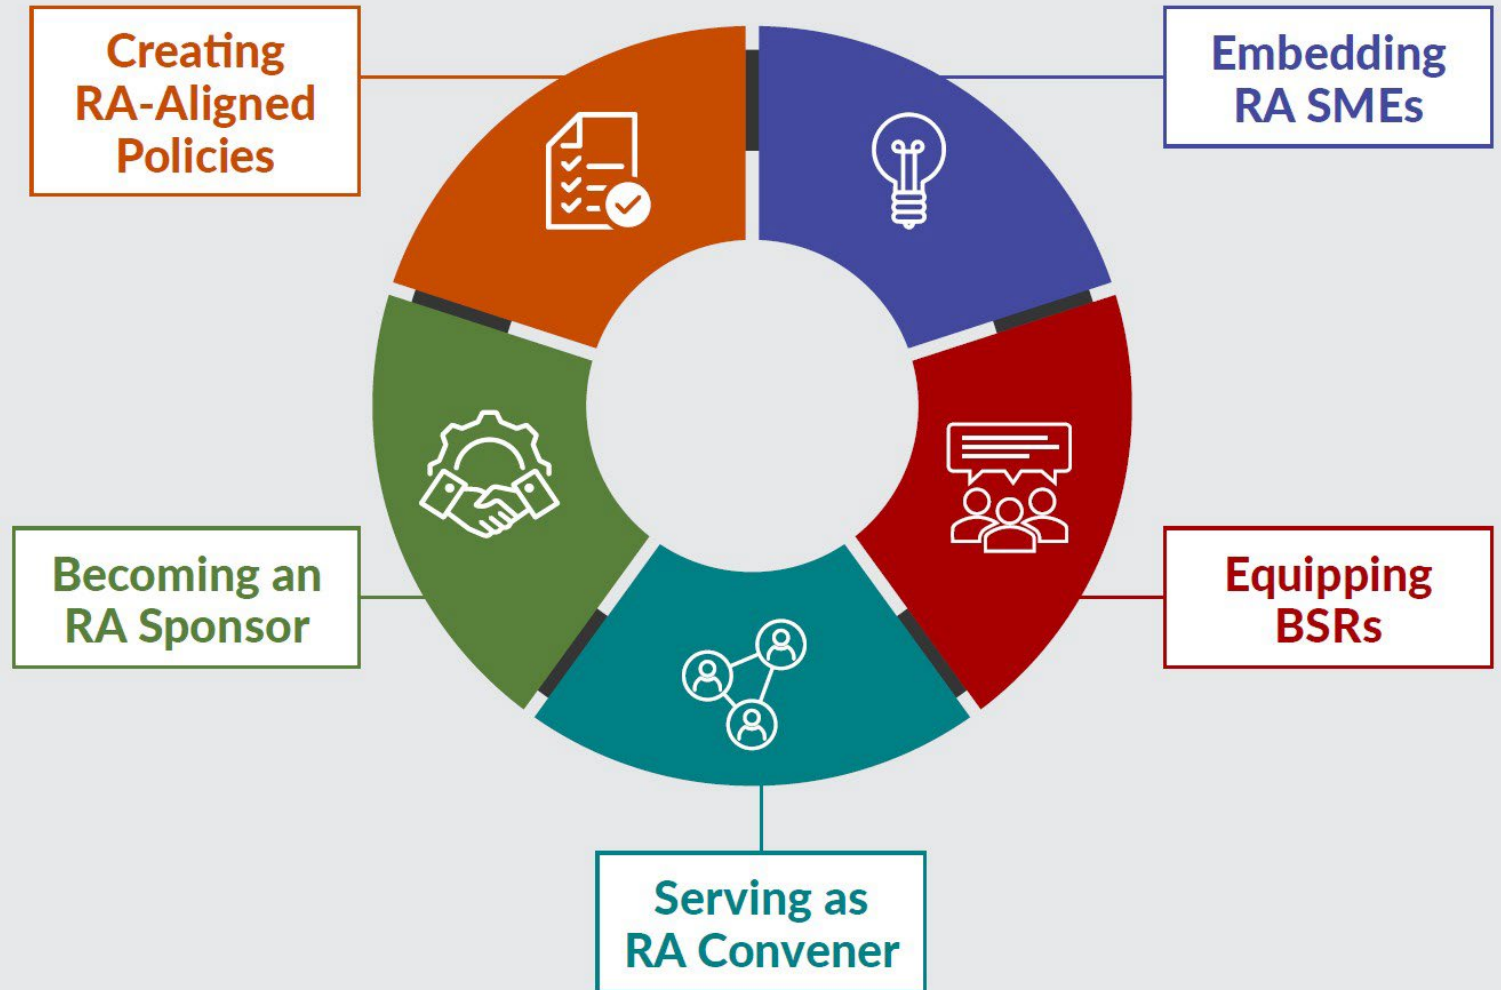 Creating
RA-Aligned
Policies
Embedding
RA SMEs
Becoming an
RA Sponsor
Equipping
BSRs
Serving as
RA Convener